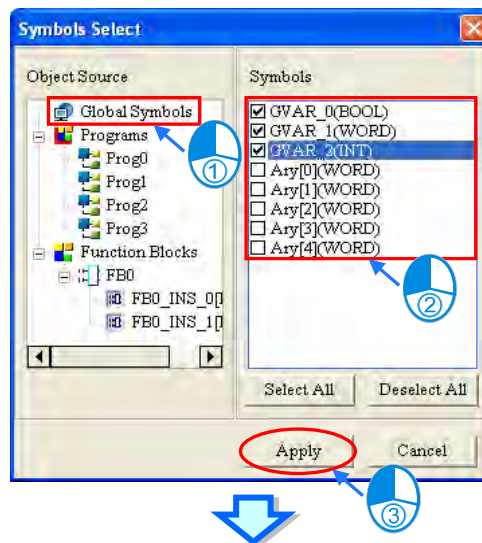 Symbols Select
Object Source
Global Symbols
Programs
Prog0
Prog1
Prog2
Prog3
Function Blocks
FB0
FB0_INS_0[
FB0_INS_1[
Symbols
GVAR_0(BOOL)
GVAR_1(WORD)
GVAR_2(INT)
Ary[0](WORD)
Ary[1](WORD)
Ary[2](WORD)
Ary[3](WORD)
Ary[4](WORD)
Select All
Deselect All
Apply
Cancel
①
②
③